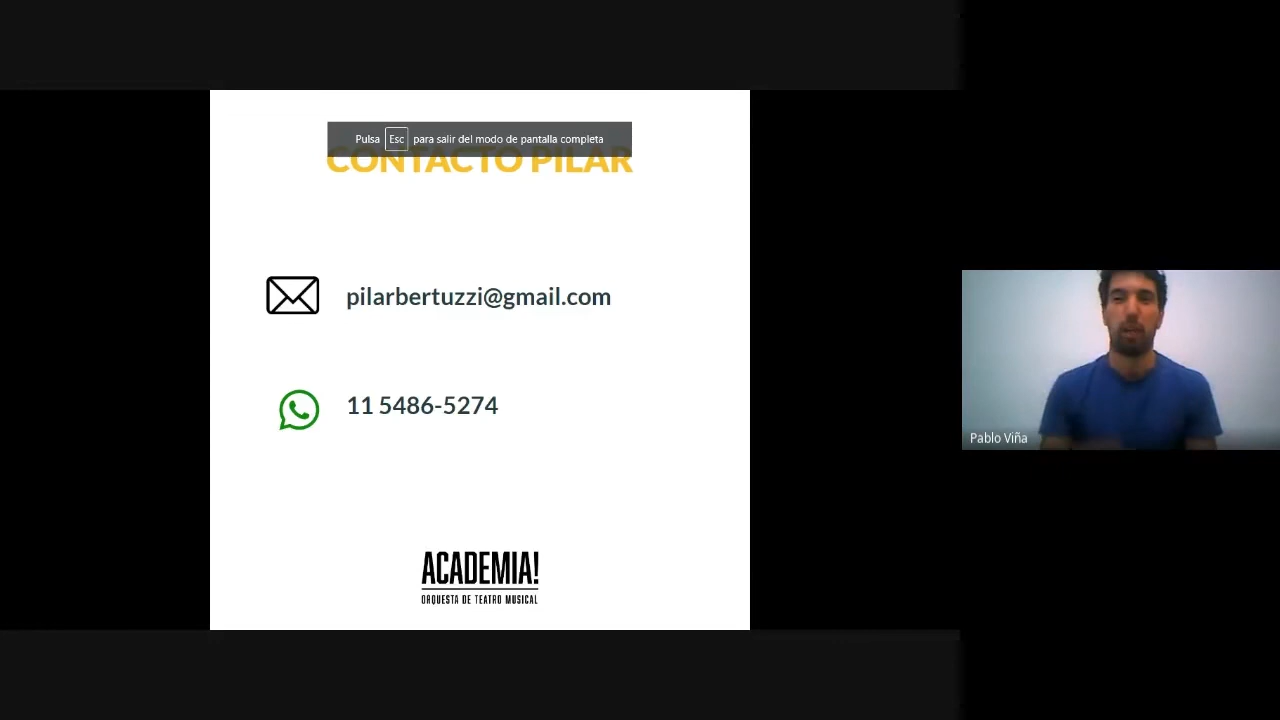 Pulsa Esc para salir del modo de pantalla completa
CONTACTO PILAR
pilarbertuzzi@gmail.com
11 5486-5274
Pablo Viña
ACADEMIA!
ORQUESTA DE TEATRO MUSICAL